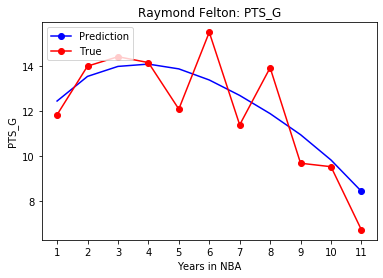 Raymond Felton: PTS_G
Prediction
True
PTS_G
14
12
10
8
1 2 3 4 5 6 7 8 9 10 11
Years in NBA